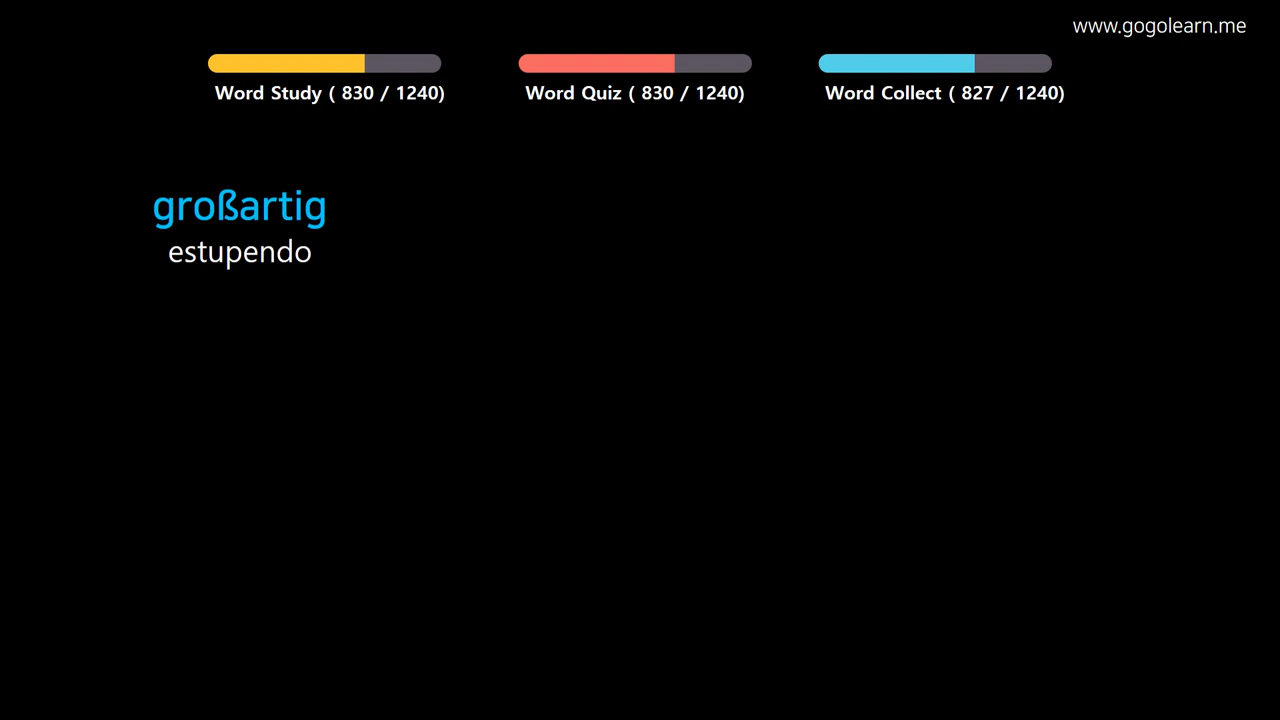 www.gogolearn.me
Word Study ( 830 / 1240)
Word Quiz ( 830 / 1240)
Word Collect ( 827 / 1240)
großartig
estupendo